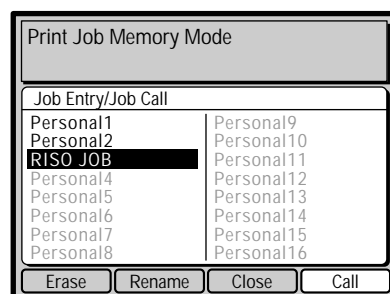 Print Job Memory Mode
Job Entry/Job Call
Personal1
Personal2
RISO JOB
Personal4
Personal5
Personal6
Personal7
Personal8
Personal9
Personal10
Personal11
Personal12
Personal13
Personal14
Personal15
Personal16
Erase Rename Close Call